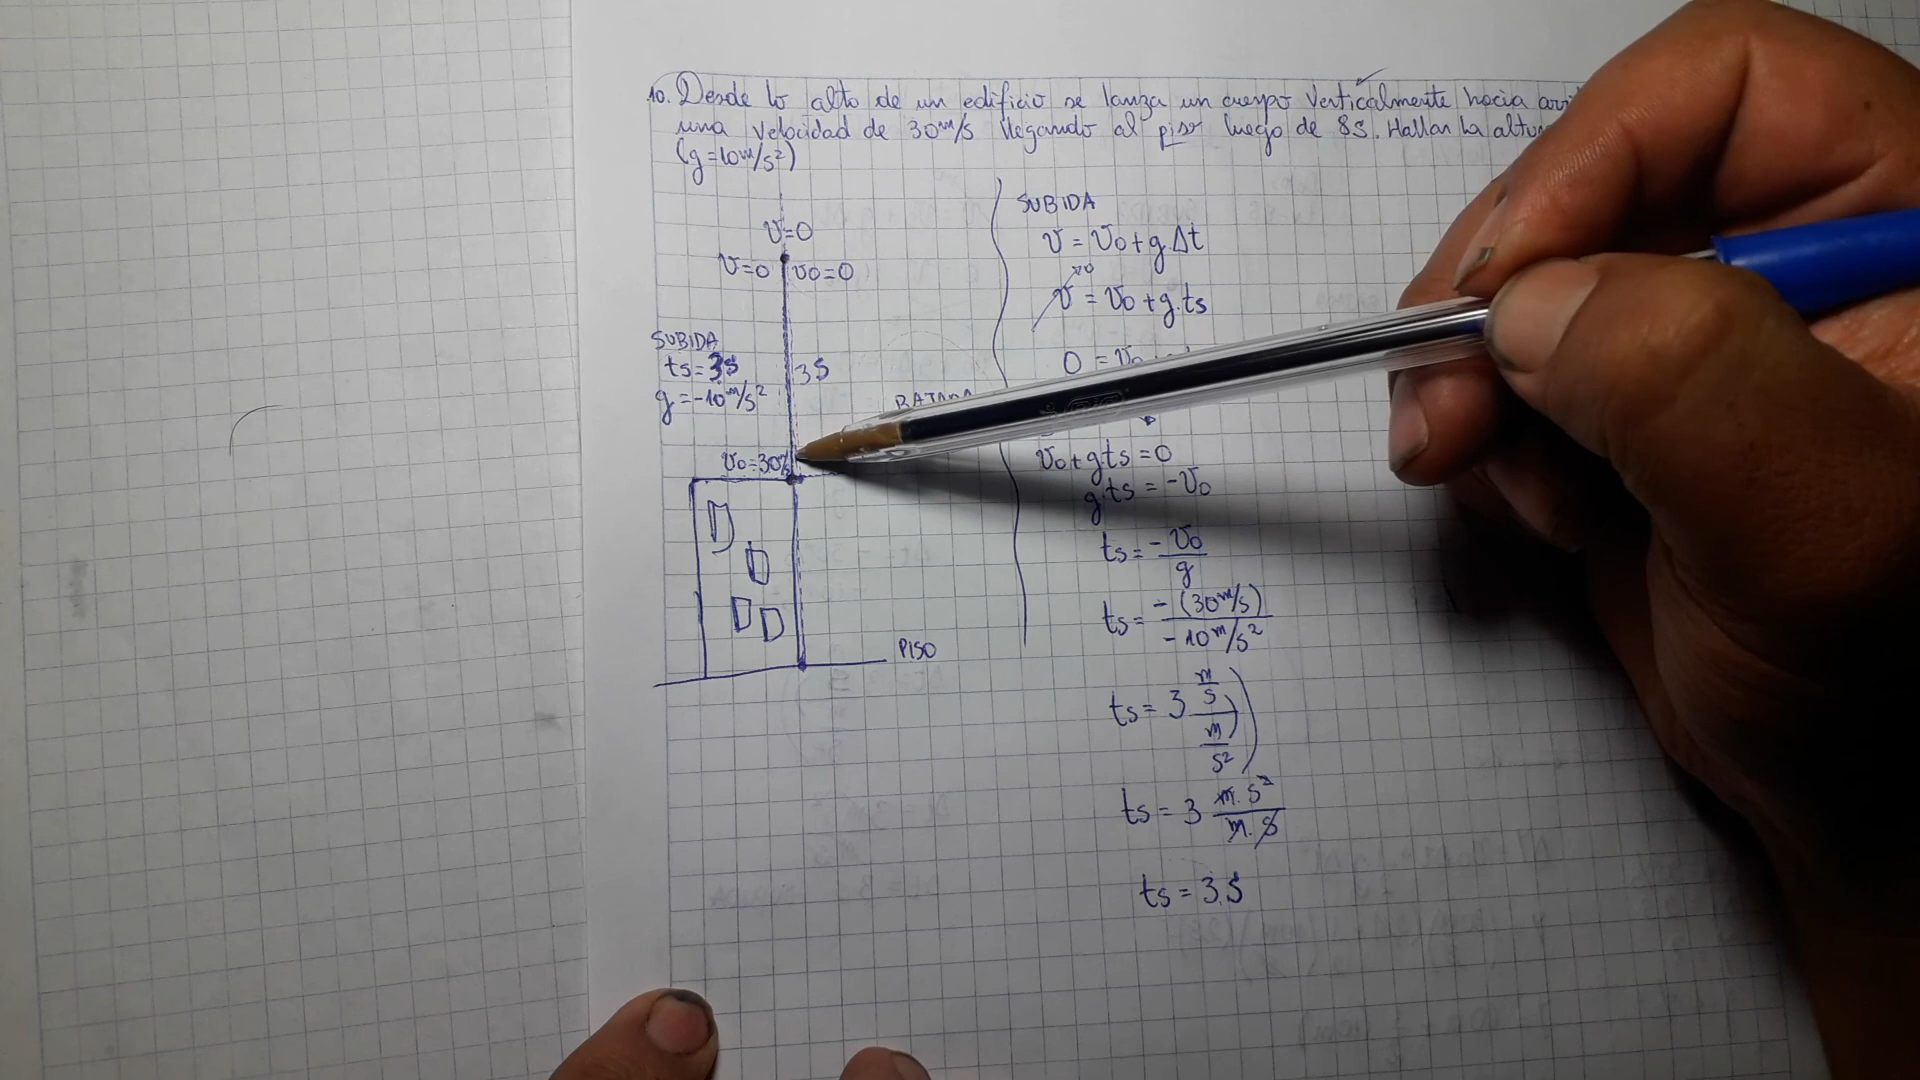 10. Desde lo alto de un edificio se lanza un cuerpo verticalmente hacia
una velocidad de 30m/s llegando al piso luego de 8s. Hallar la
(g=10m/s²)
V=0
V=0 V0=0
SUBIDA
ts=3s
g=-10m/s²
3S
BAJADA
V0=30m/s
PISO
SUBIDA
V = V0+g.Δt
=0
V = V0+g.ts
0 = V0
V0+g.ts=0
g.ts = -V0
ts = -V0/g
ts = -(30m/s)/-10m/s²
ts = 3 m/s / m/s²
ts = 3 m.s²/m.s
ts = 3S